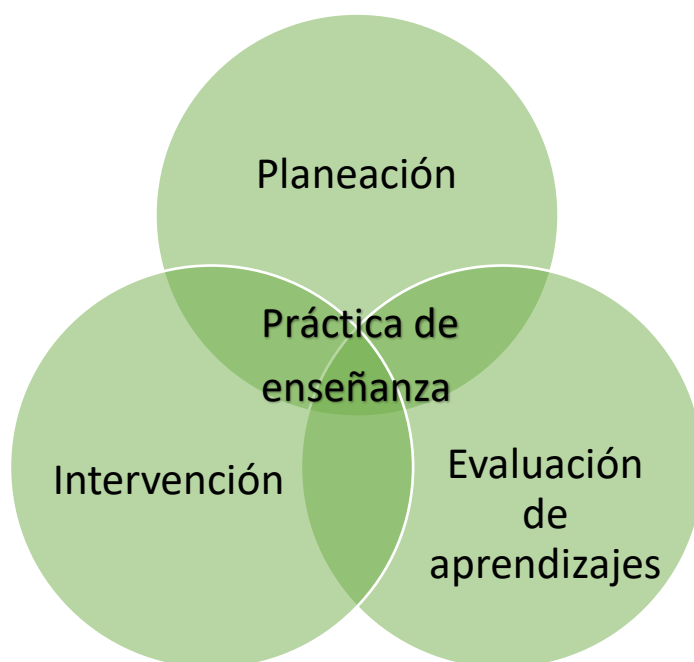 Planeación
Práctica de
enseñanza
Intervención
Evaluación
de
aprendizajes